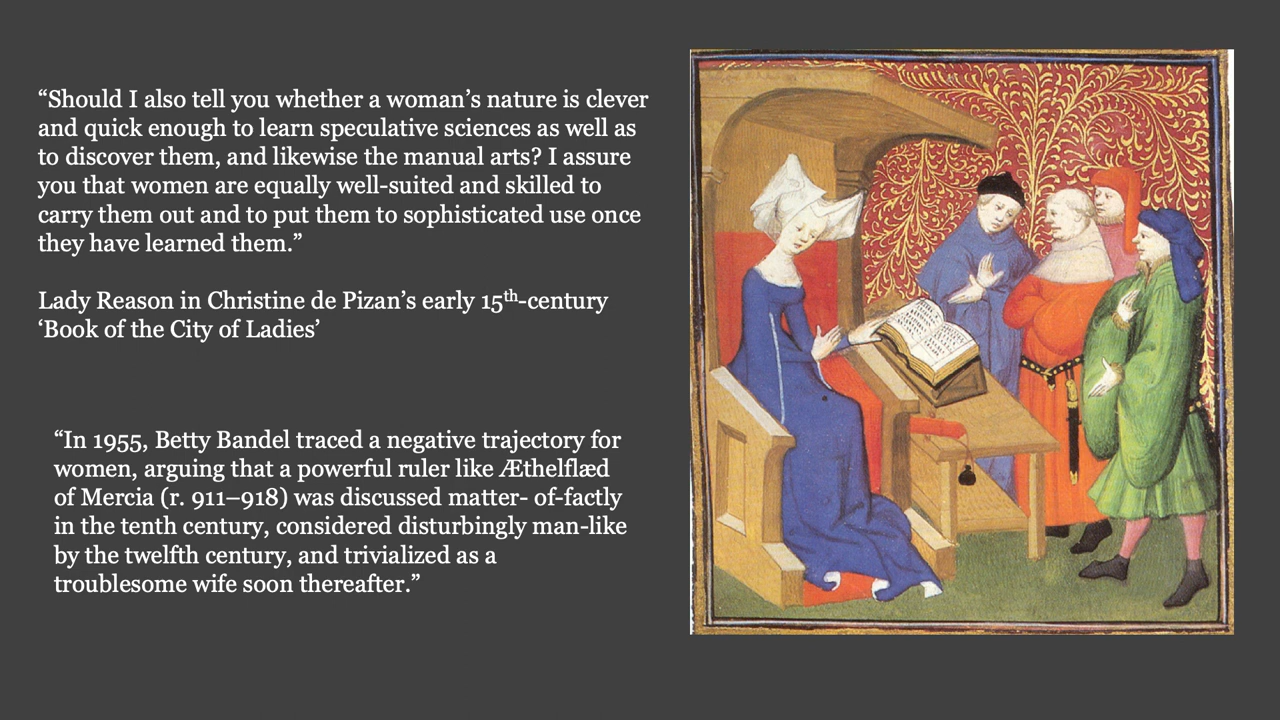 “Should I also tell you whether a woman’s nature is clever
and quick enough to learn speculative sciences as well as
to discover them, and likewise the manual arts? I assure
you that women are equally well-suited and skilled to
carry them out and to put them to sophisticated use once
they have learned them.”
Lady Reason in Christine de Pizan’s early 15th-century
‘Book of the City of Ladies’
“In 1955, Betty Bandel traced a negative trajectory for
women, arguing that a powerful ruler like Æthelflæd
of Mercia (r. 911–918) was discussed matter- of-factly
in the tenth century, considered disturbingly man-like
by the twelfth century, and trivialized as a
troublesome wife soon thereafter.”